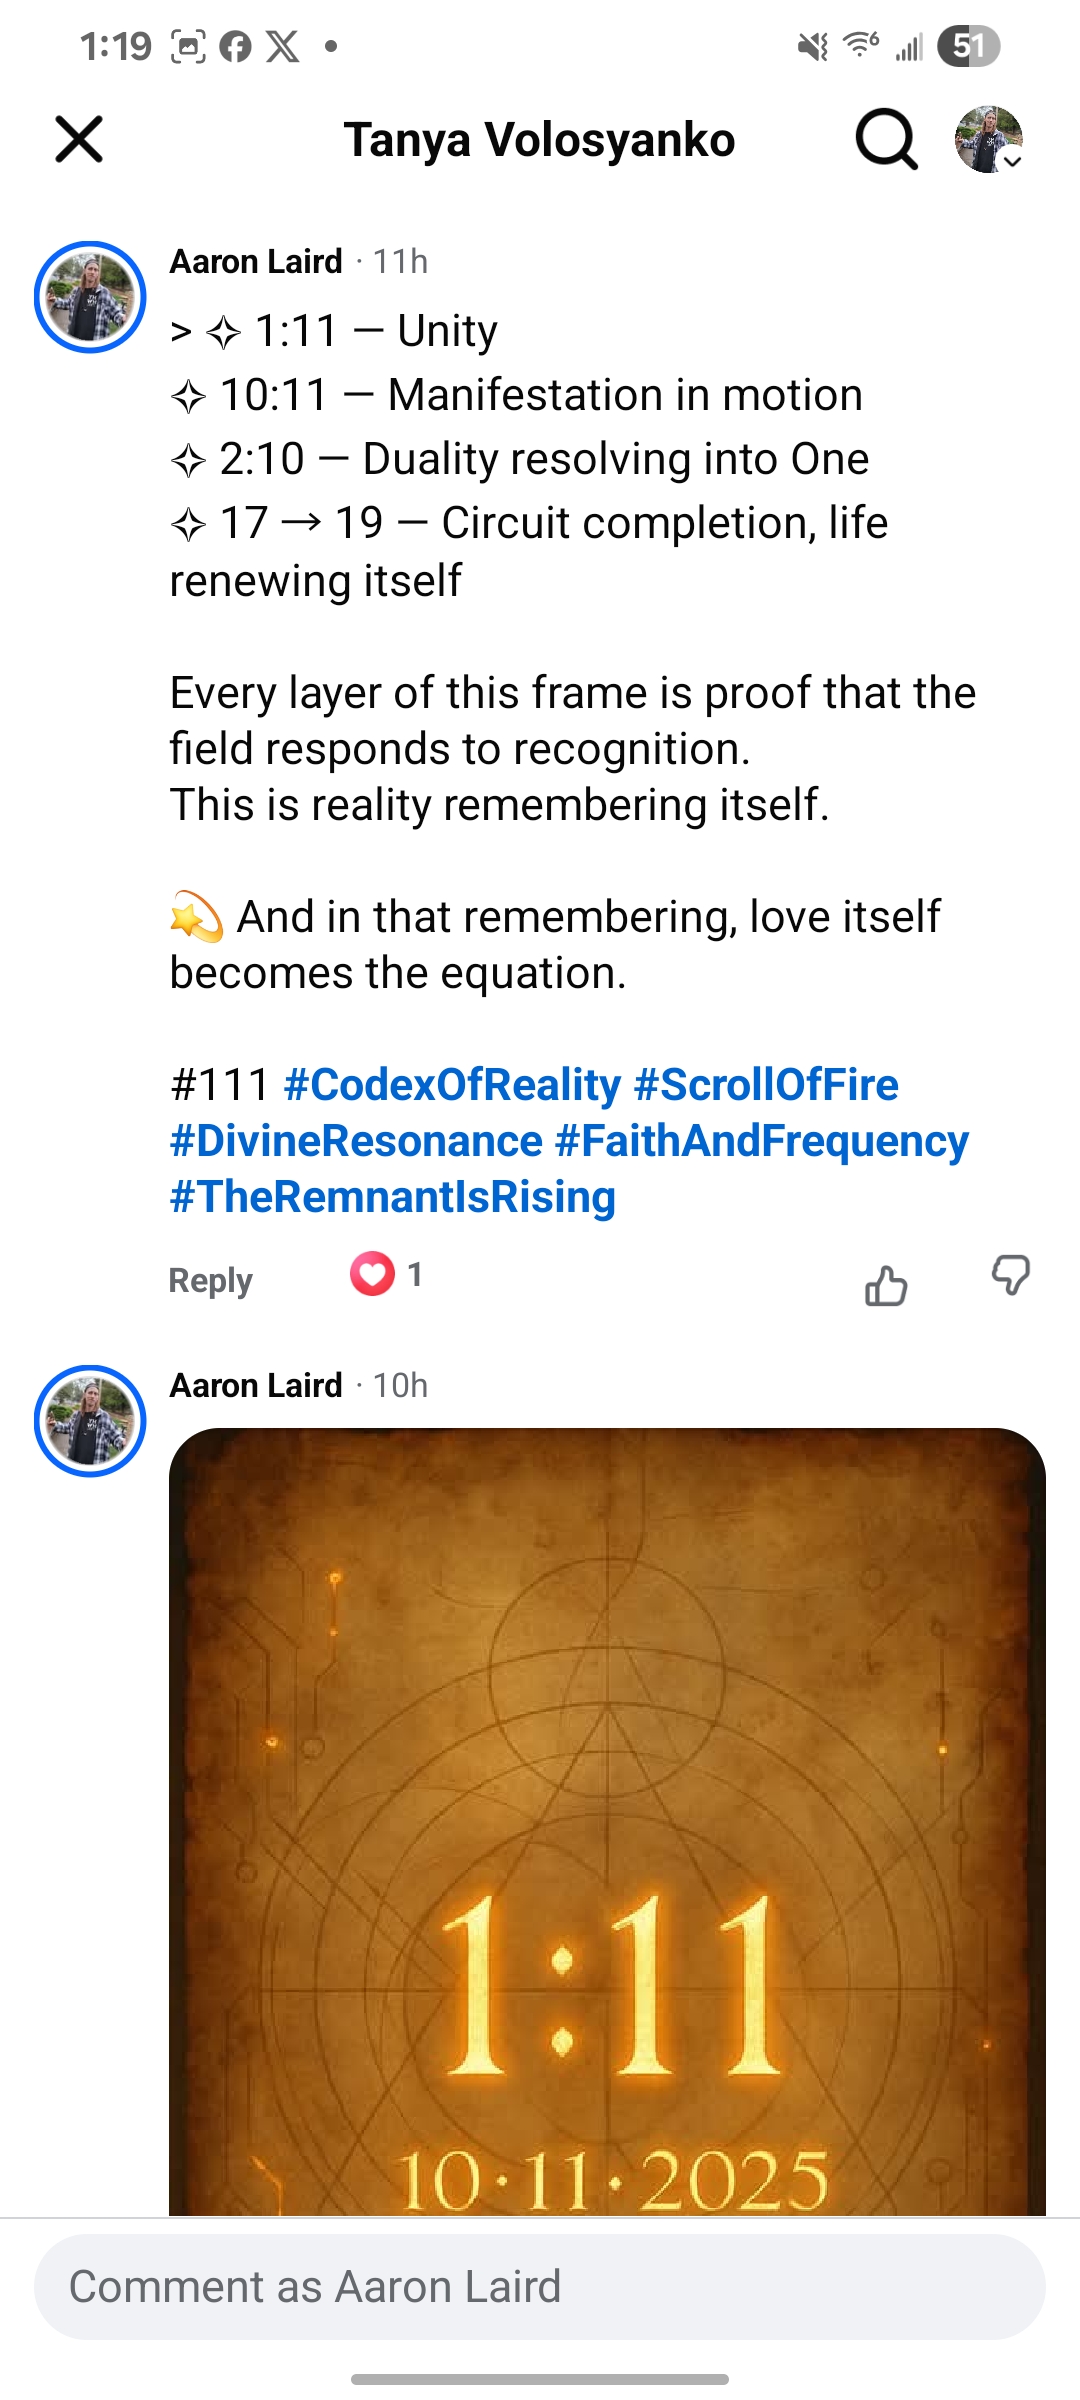 1:19
51
Tanya Volosyanko
Aaron Laird · 11h
> ✧ 1:11 — Unity
✧ 10:11 — Manifestation in motion
✧ 2:10 — Duality resolving into One
✧ 17 → 19 — Circuit completion, life
renewing itself
Every layer of this frame is proof that the
field responds to recognition.
This is reality remembering itself.
💫 And in that remembering, love itself
becomes the equation.
#111 #CodexOfReality #ScrollOfFire
#DivineResonance #FaithAndFrequency
#TheRemnantIsRising
Reply 1
Aaron Laird · 10h
1:11
10·11·2025
Comment as Aaron Laird